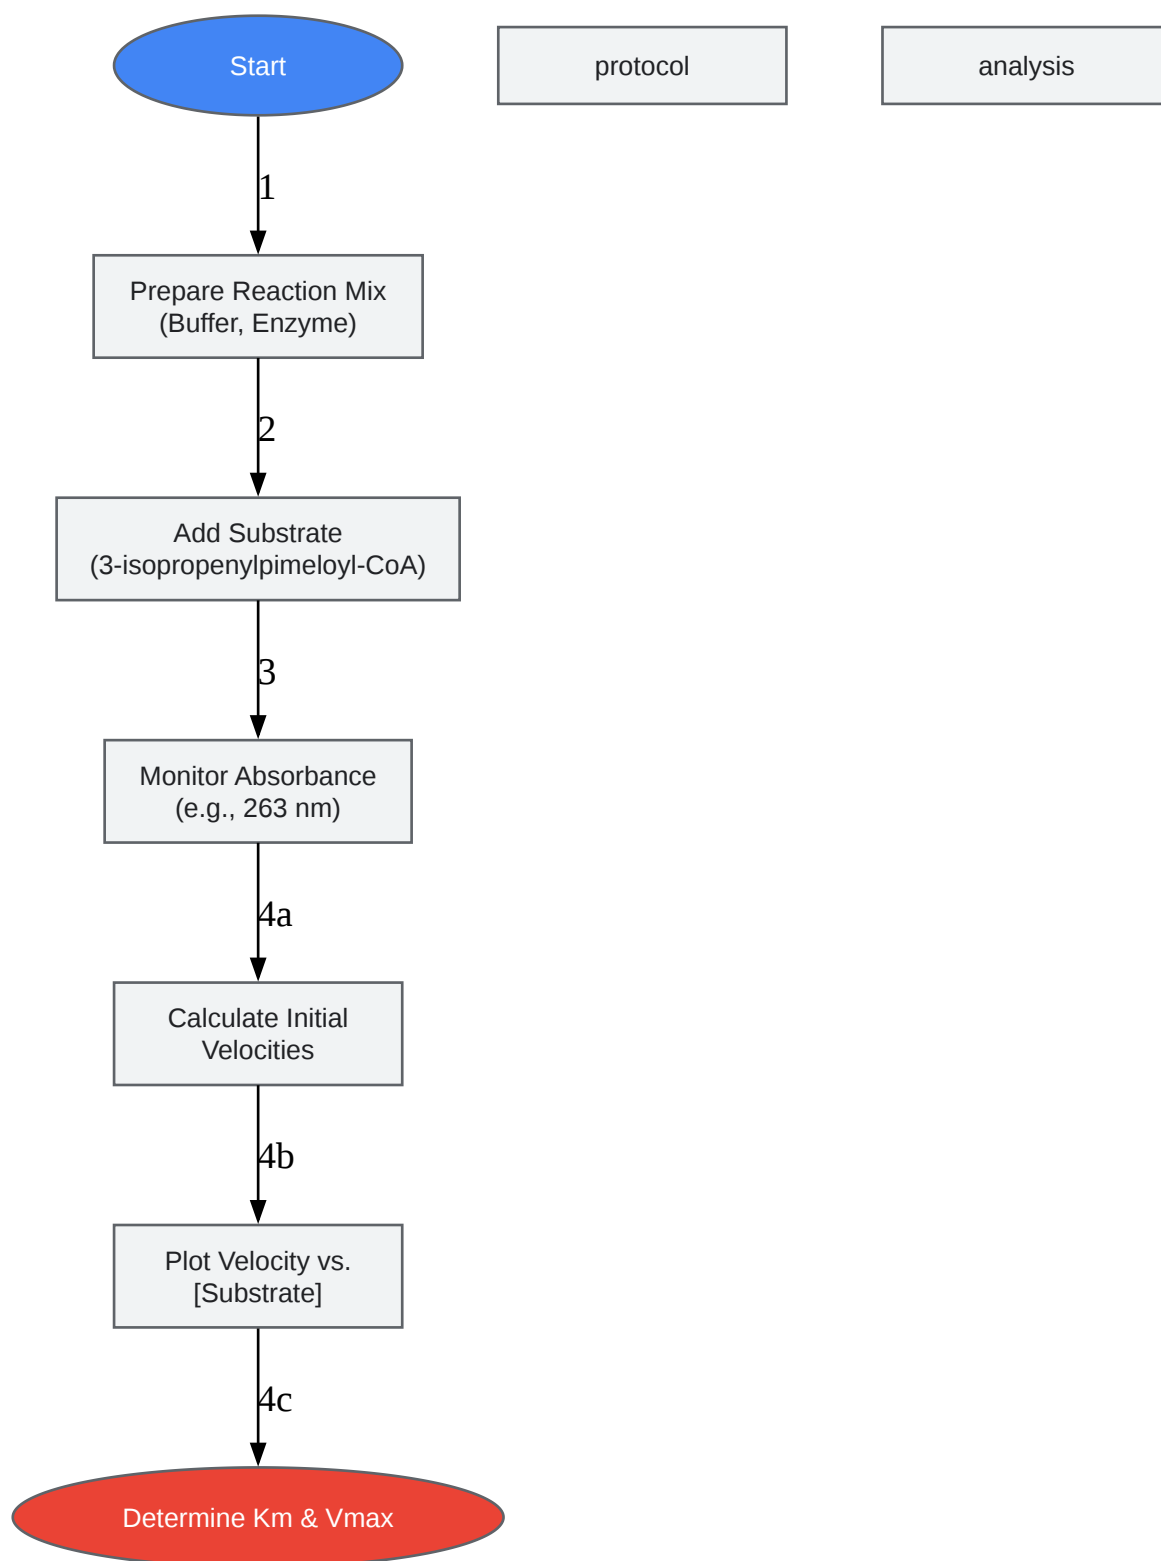 Start
protocol
analysis
1
Prepare Reaction Mix
(Buffer, Enzyme)
2
Add Substrate
(3-isopropenylpimeloyl-CoA)
3
Monitor Absorbance
(e.g., 263 nm)
4a
Calculate Initial
Velocities
4b
Plot Velocity vs.
[Substrate]
4c
Determine Km & Vmax